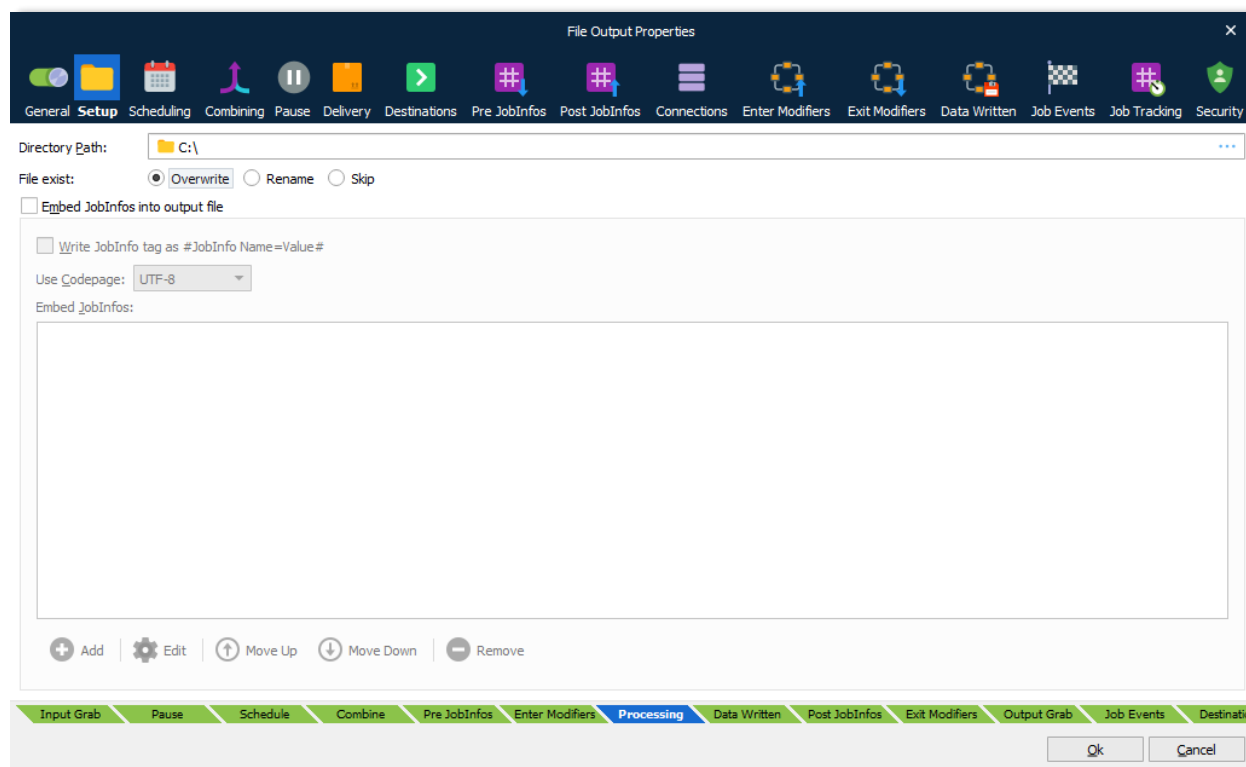 File Output Properties
General Setup Scheduling Combining Pause Delivery Destinations Pre JobInfos Post JobInfos Connections Enter Modifiers Exit Modifiers Data Written Job Events Job Tracking Security
Directory Path: C:\
File exist: Overwrite Rename Skip
Embed JobInfos into output file
Write JobInfo tag as #JobInfo Name=Value#
Use Codepage: UTF-8
Embed JobInfos:
Add Edit Move Up Move Down Remove
Input Grab Pause Schedule Combine Pre JobInfos Enter Modifiers Processing Data Written Post JobInfos Exit Modifiers Output Grab Job Events Destinati
Ok Cancel